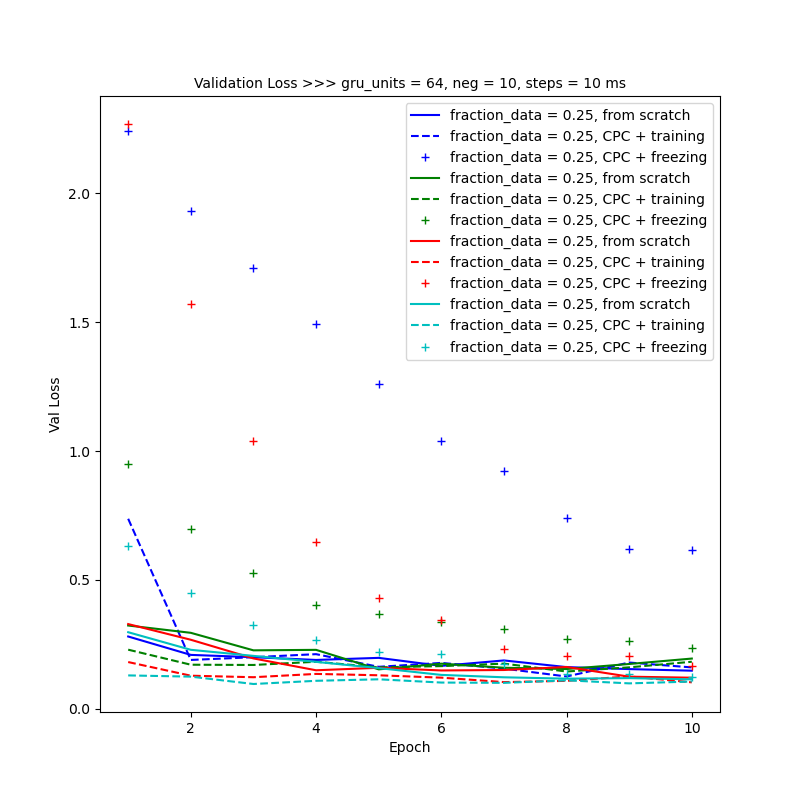 Validation Loss >>> gru_units = 64, neg = 10, steps = 10 ms
fraction_data = 0.25, from scratch
fraction_data = 0.25, CPC + training
fraction_data = 0.25, CPC + freezing
fraction_data = 0.25, from scratch
fraction_data = 0.25, CPC + training
fraction_data = 0.25, CPC + freezing
fraction_data = 0.25, from scratch
fraction_data = 0.25, CPC + training
fraction_data = 0.25, CPC + freezing
fraction_data = 0.25, from scratch
fraction_data = 0.25, CPC + training
fraction_data = 0.25, CPC + freezing
2.0
1.5
1.0
0.5
0.0
Val Loss
2 4 6 8 10
Epoch